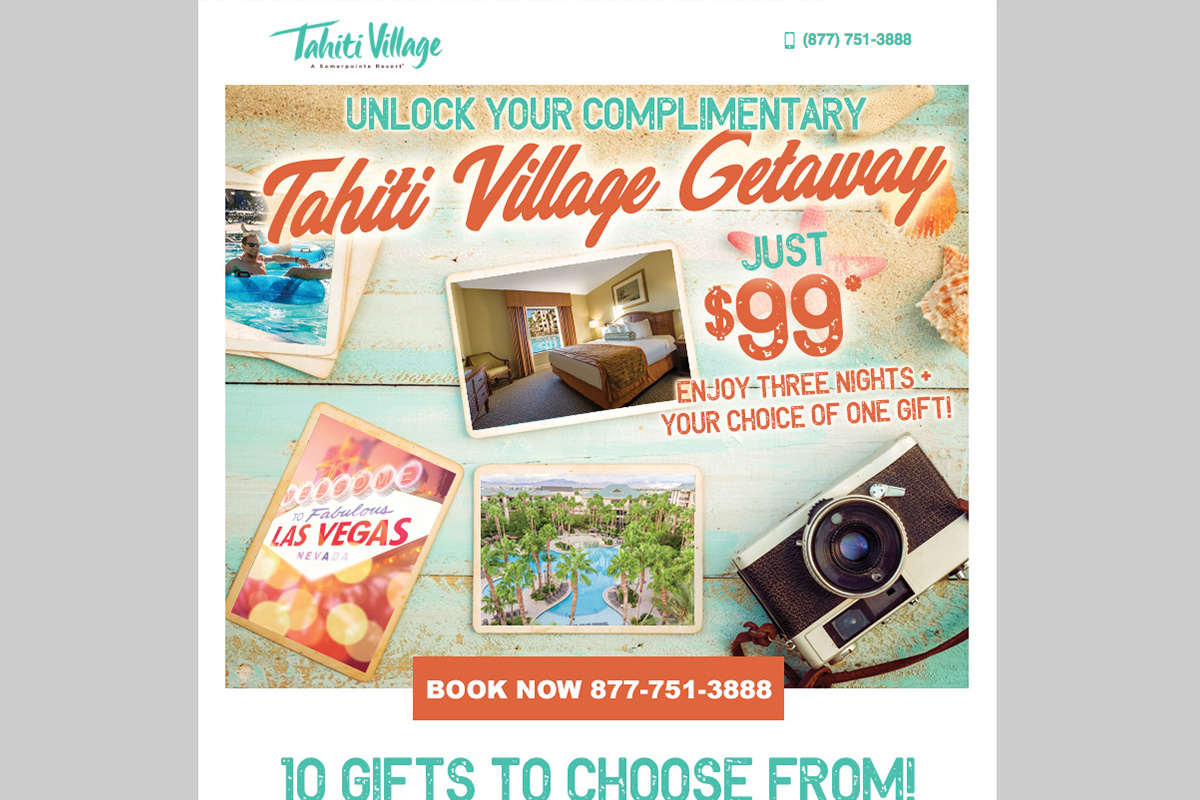 Tahiti Village
A Somerpointe Resort
(877) 751-3888
UNLOCK YOUR COMPLIMENTARY
Tahiti Village Getaway
JUST
$99*
ENJOY THREE NIGHTS +
YOUR CHOICE OF ONE GIFT!
WELCOME
TO Fabulous
LAS VEGAS
NEVADA
BOOK NOW 877-751-3888
10 GIFTS TO CHOOSE FROM!